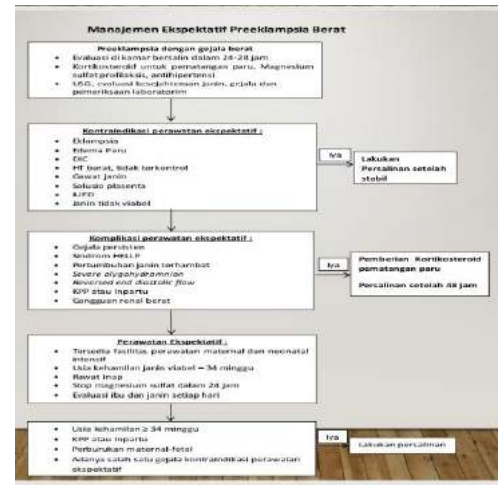 Manajemen Ekspektatif Preeklampsia Berat
Preeklampsia dengan gejala berat
• Evaluasi di kamar bersalin dalam 24-28 jam
• Kortikosteroid untuk pematangan paru, Magnesium
sulfat profilaksis, antihipertensi
• USG, evaluasi kesejahteraan janin, gejala dan
pemeriksaan laboratorim
Kontraindikasi perawatan ekspektatif :
• Eklampsia
• Edema Paru
• DIC
• HT berat, tidak terkontrol
• Gawat janin
• Solusio plasenta
• IUFD
• Janin tidak viabel
Iya
Lakukan
Persalinan setelah
stabil
Komplikasi perawatan ekspektatif :
• Gejala persisten
• Sindrom HELLP
• Pertumbuhan janin terhambat
• Severe olygohydramnion
• Reversed end diastolic flow
• KPP atau Inpartu
• Gangguan renal berat
Iya
Pemberian Kortikosteroid
pematangan paru
Persalinan setelah 48 jam
Perawatan Ekspektatif :
• Tersedia fasilitas perawatan maternal dan neonatal
intensif
• Usia kehamilan janin viabel – 34 minggu
• Rawat inap
• Stop magnesium sulfat dalam 24 jam
• Evaluasi ibu dan janin setiap hari
• Usia kehamilan ≥ 34 minggu
• KPP atau Inpartu
• Perburukan maternal-fetal
• Adanya salah satu gejala kontraindikasi perawatan
ekspektatif
Iya
Lakukan persalinan